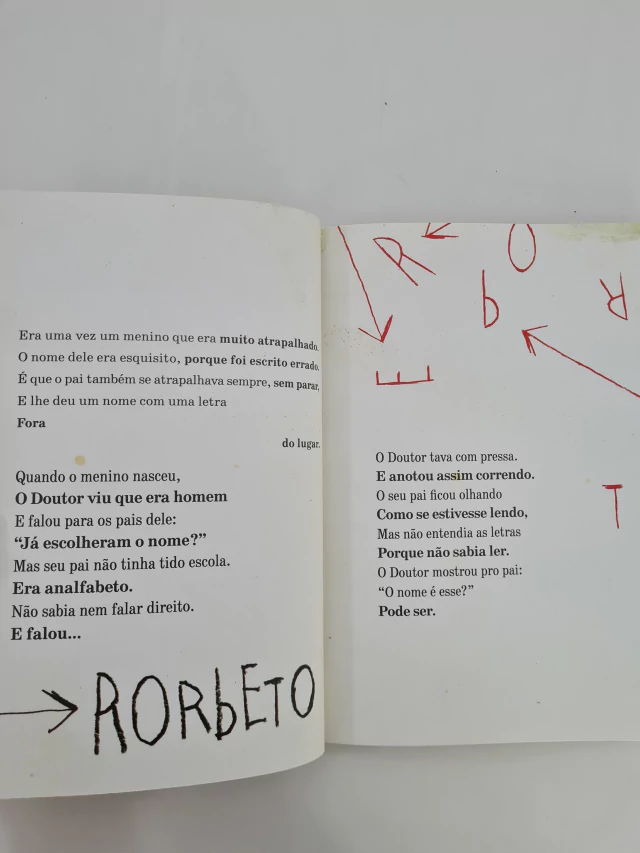 Era uma vez um menino que era muito atrapalhado.
O nome dele era esquisito, porque foi escrito errado.
É que o pai também se atrapalhava sempre, sem parar,
E lhe deu um nome com uma letra
Fora
do lugar.
Quando o menino nasceu,
O Doutor viu que era homem
E falou para os pais dele:
“Já escolheram o nome?”
Mas seu pai não tinha tido escola.
Era analfabeto.
Não sabia nem falar direito.
E falou...
RORbETO
R O
b R
E
O Doutor tava com pressa.
E anotou assim correndo.
O seu pai ficou olhando
Como se estivesse lendo,
T
Mas não entendia as letras
Porque não sabia ler.
O Doutor mostrou pro pai:
“O nome é esse?”
Pode ser.